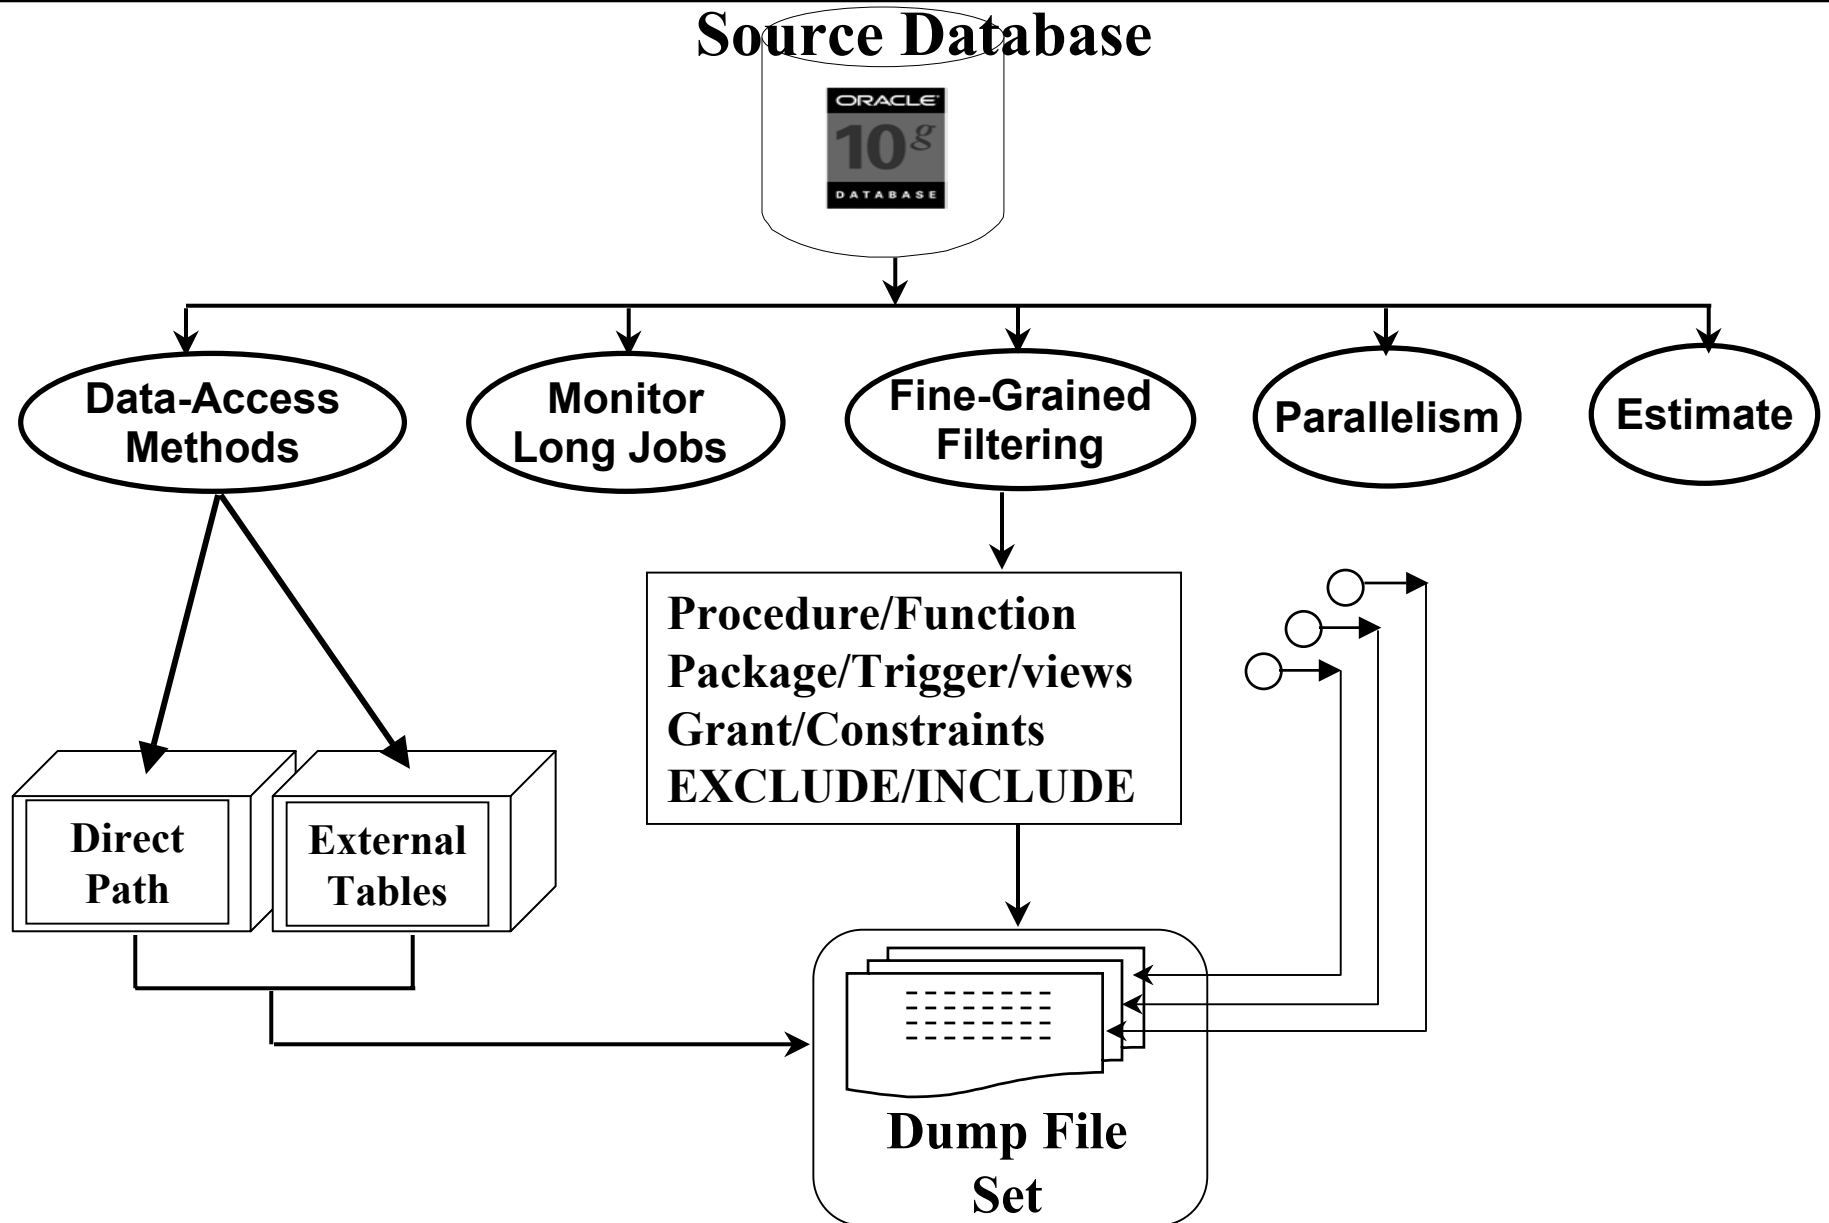 Source Database
ORACLE
10g
DATABASE
Data-Access
Methods
Monitor
Long Jobs
Fine-Grained
Filtering
Parallelism
Estimate
Procedure/Function
Package/Trigger/views
Grant/Constraints
EXCLUDE/INCLUDE
Direct
Path
External
Tables
Dump File
Set